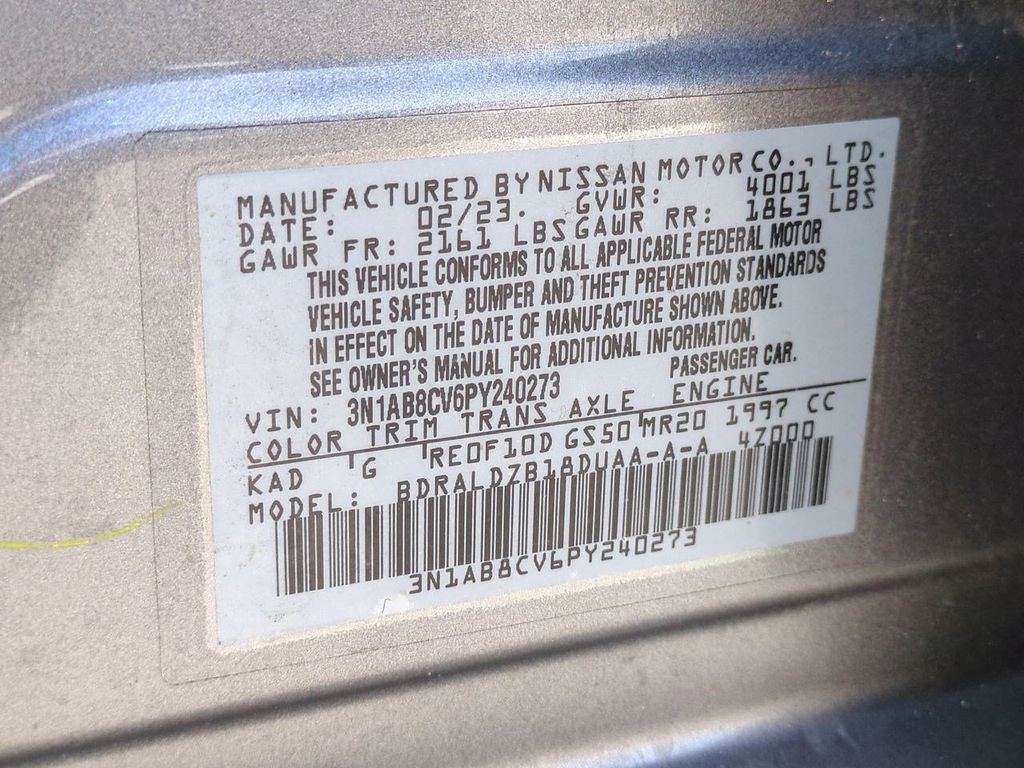 MANUFACTURED BY NISSAN MOTOR CO., LTD.
DATE: 02/23. GVWR: 4001 LBS
GAWR FR: 2161 LBS GAWR RR: 1863 LBS
THIS VEHICLE CONFORMS TO ALL APPLICABLE FEDERAL MOTOR
VEHICLE SAFETY, BUMPER AND THEFT PREVENTION STANDARDS
IN EFFECT ON THE DATE OF MANUFACTURE SHOWN ABOVE.
SEE OWNER'S MANUAL FOR ADDITIONAL INFORMATION.
VIN: 3N1AB8CV6PY240273 PASSENGER CAR.
COLOR TRIM TRANS AXLE ENGINE
KAD G RE0F10D GS50 MR20 1997 CC
MODEL: BDRALDZB18DUAA-A-A 4Z000
3N1AB8CV6PY240273